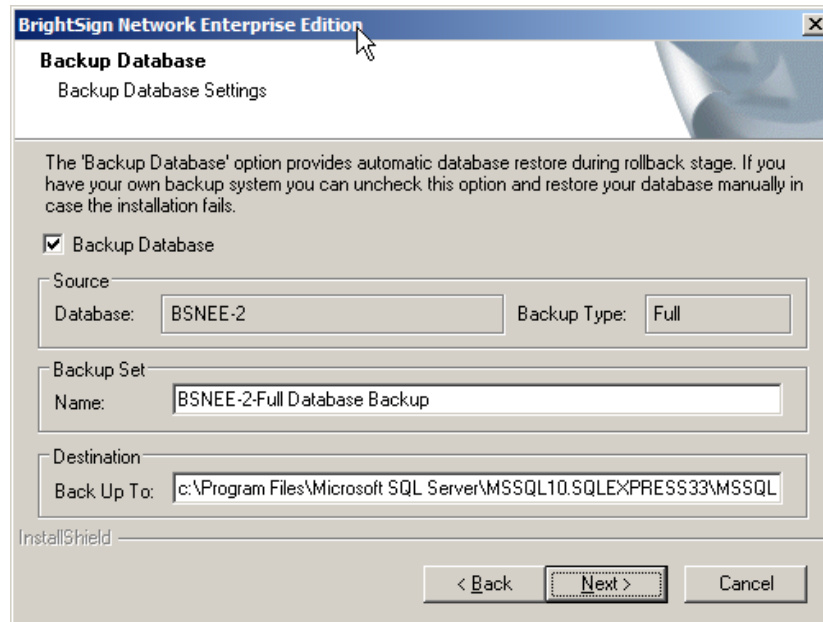 BrightSign Network Enterprise Edition
Backup Database
Backup Database Settings
The 'Backup Database' option provides automatic database restore during rollback stage. If you
have your own backup system you can uncheck this option and restore your database manually in
case the installation fails.
Backup Database
Source
Database: BSNEE-2 Backup Type: Full
Backup Set
Name: BSNEE-2-Full Database Backup
Destination
Back Up To: c:\Program Files\Microsoft SQL Server\MSSQL10.SQLEXPRESS33\MSSQL
InstallShield
< Back Next > Cancel